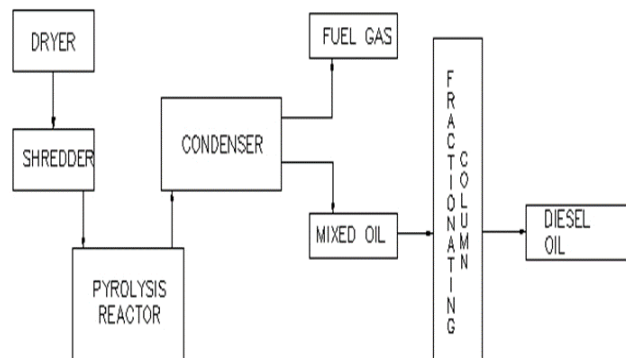 DRYER
SHREDDER
PYROLYSIS
REACTOR
CONDENSER
FUEL GAS
MIXED OIL
FRACTIONATING
COLUMN
DIESEL
OIL